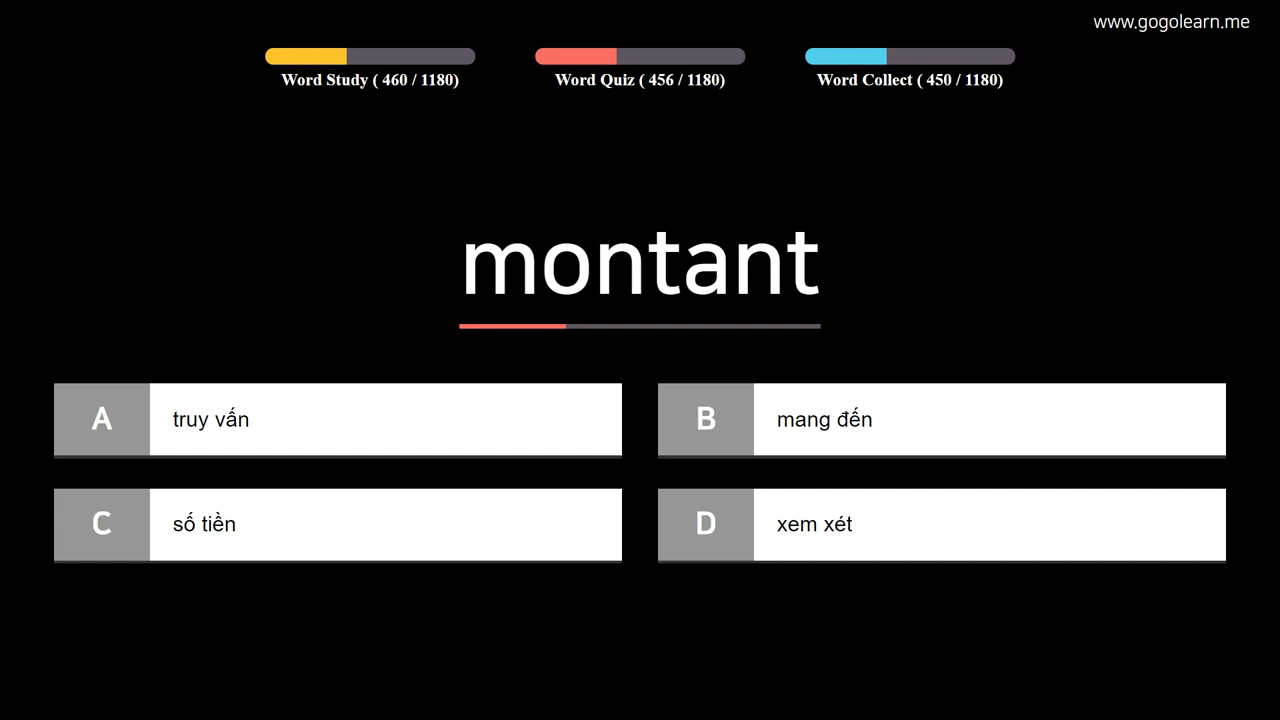 www.gogolearn.me
Word Study ( 460 / 1180)
Word Quiz ( 456 / 1180)
Word Collect ( 450 / 1180)
montant
A truy vấn
B mang đến
C số tiền
D xem xét